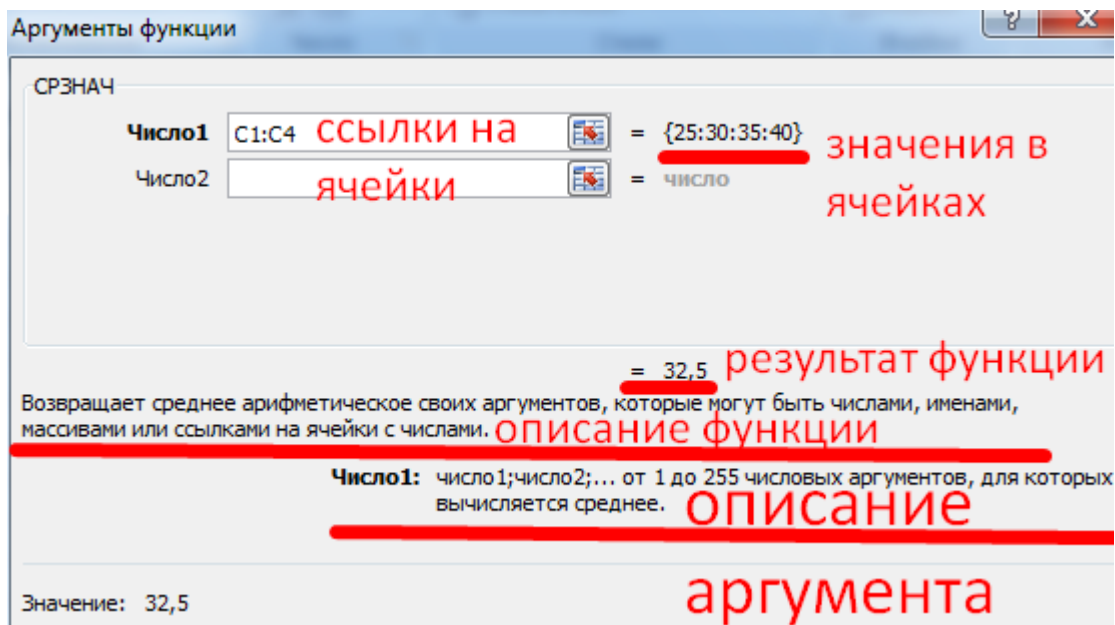 Аргументы функции
СРЗНАЧ
Число1 C1:C4 ссылки на = {25:30:35:40} значения в
Число2 ячейки = число ячейках
= 32,5 результат функции
Возвращает среднее арифметическое своих аргументов, которые могут быть числами, именами,
массивами или ссылками на ячейки с числами. описание функции
Число1: число1;число2;... от 1 до 255 числовых аргументов, для которых
вычисляется среднее. описание
аргумента
Значение: 32,5